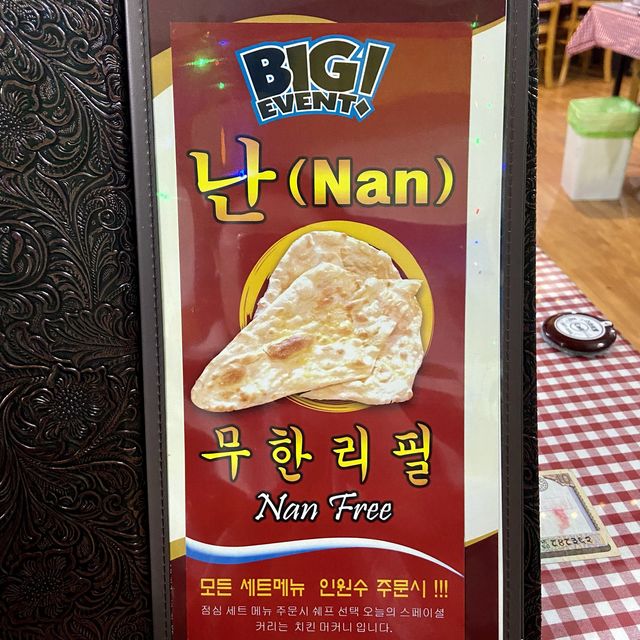 BIG!
EVENT!
난 (Nan)
무한리필
Nan Free
모든 세트메뉴 인원수 주문시 !!!
점심 세트 메뉴 주문시 쉐프 선택 오늘의 스페셜
커리는 치킨 머커니 입니다.